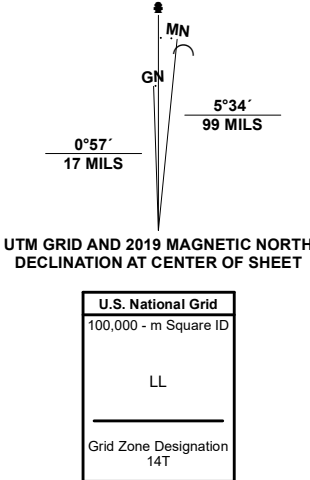 MN
GN
5°34´
99 MILS
0°57´
17 MILS
UTM GRID AND 2019 MAGNETIC NORTH
DECLINATION AT CENTER OF SHEET
U.S. National Grid
100,000 - m Square ID
LL
Grid Zone Designation
14T